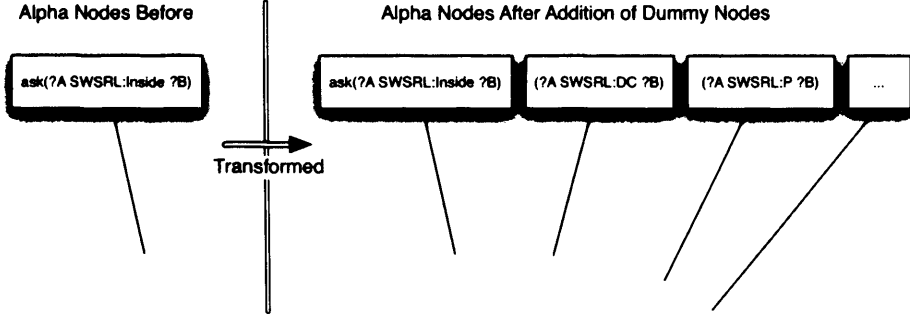 Alpha Nodes Before
Alpha Nodes After Addition of Dummy Nodes
ask(?A SWSRL:Inside ?B)
ask(?A SWSRL:Inside ?B)
(?A SWSRL:DC ?B)
(?A SWSRL:P ?B)
...
Transformed